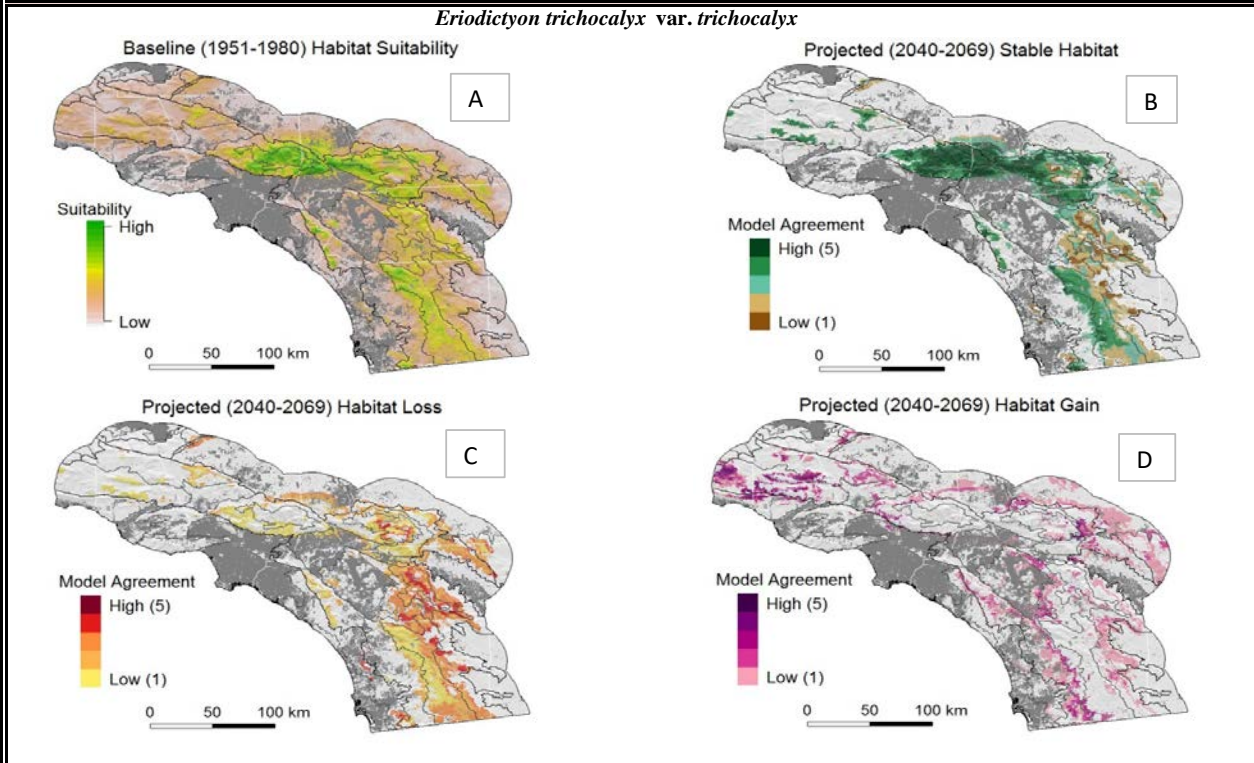 Eriodictyon trichocalyx var. trichocalyx
Baseline (1951-1980) Habitat Suitability
A
Suitability
High
Low
0 50 100 km
Projected (2040-2069) Stable Habitat
B
Model Agreement
High (5)
Low (1)
0 50 100 km
Projected (2040-2069) Habitat Loss
C
Model Agreement
High (5)
Low (1)
0 50 100 km
Projected (2040-2069) Habitat Gain
D
Model Agreement
High (5)
Low (1)
0 50 100 km